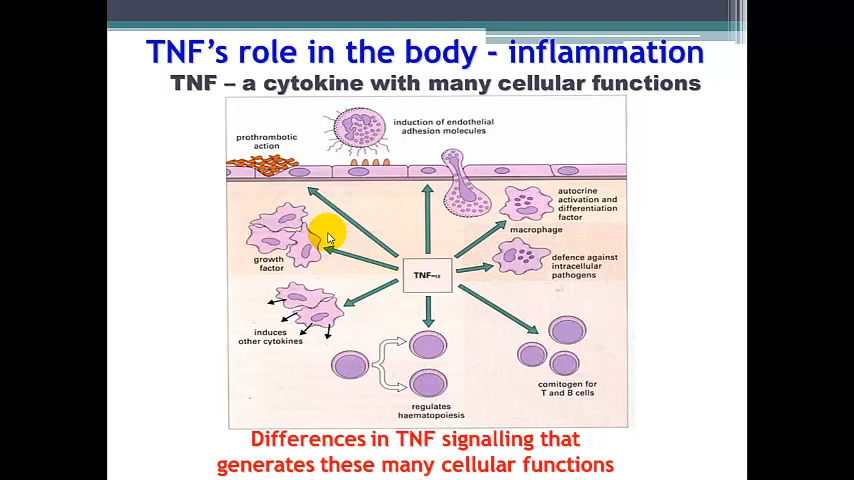 TNF’s role in the body - inflammation
TNF – a cytokine with many cellular functions
induction of endothelial
adhesion molecules
prothrombotic
action
autocrine
activation and
differentiation
factor
macrophage
growth
factor
defence against
intracellular
pathogens
TNF-α
induces
other cytokines
regulates
haematopoiesis
comitogen for
T and B cells
Differences in TNF signalling that
generates these many cellular functions